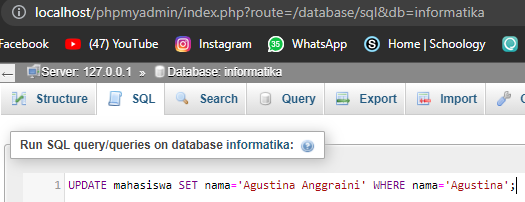 localhost/phpmyadmin/index.php?route=/database/sql&db=informatika
Facebook (47) YouTube Instagram 35 WhatsApp S Home | Schoology
Server: 127.0.0.1 » Database: informatika
Structure SQL Search Query Export Import
Run SQL query/queries on database informatika:
1 UPDATE mahasiswa SET nama='Agustina Anggraini' WHERE nama='Agustina';